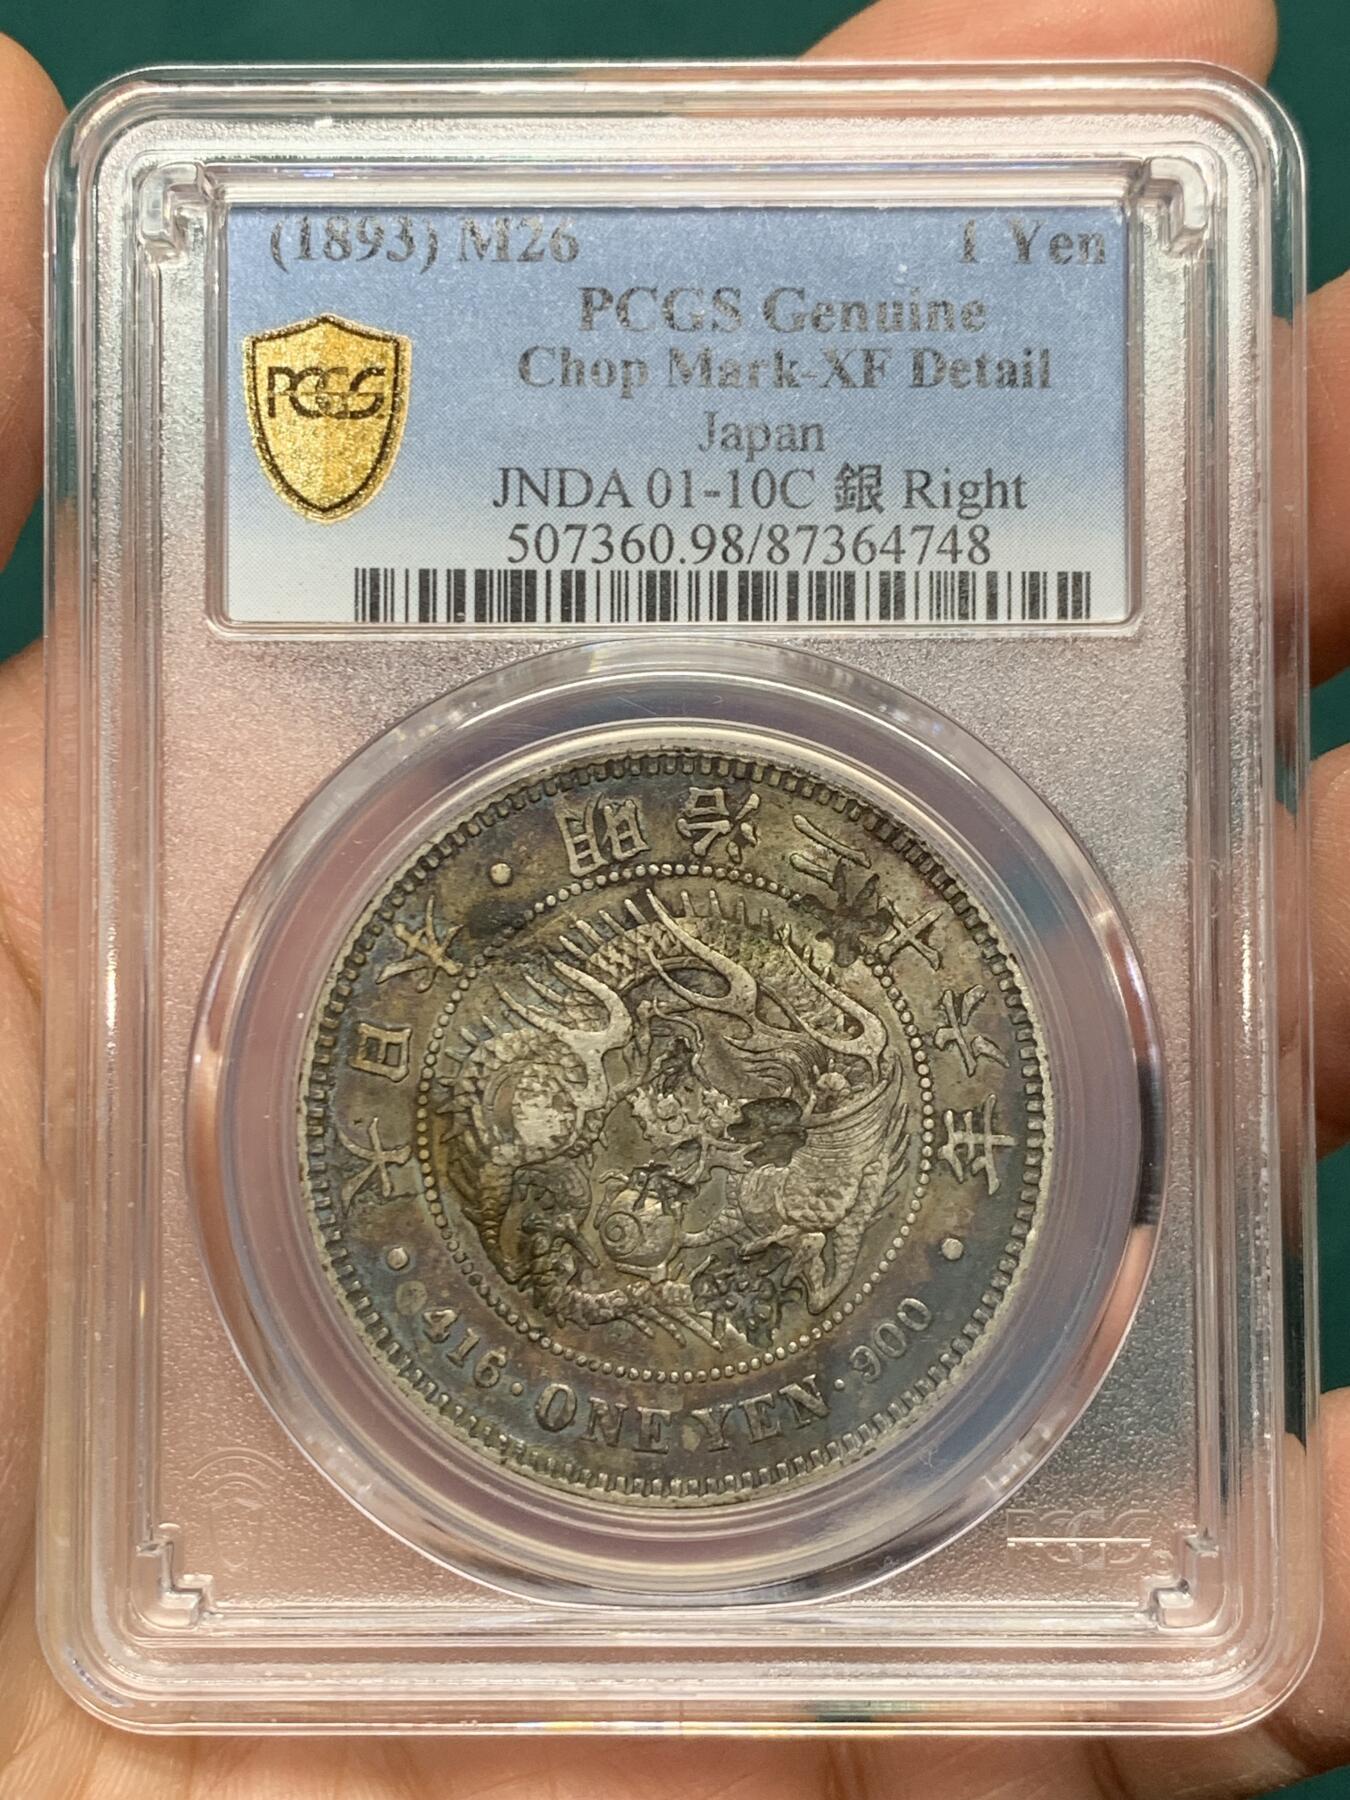 (1893) M26 1 Yen
PCGS Genuine
Chop Mark-XF Detail
PCGS
Japan
JNDA 01-10C 銀 Right
507360.98/87364748
大日本・明治二十六年
・416・ONE YEN・900
PCGS